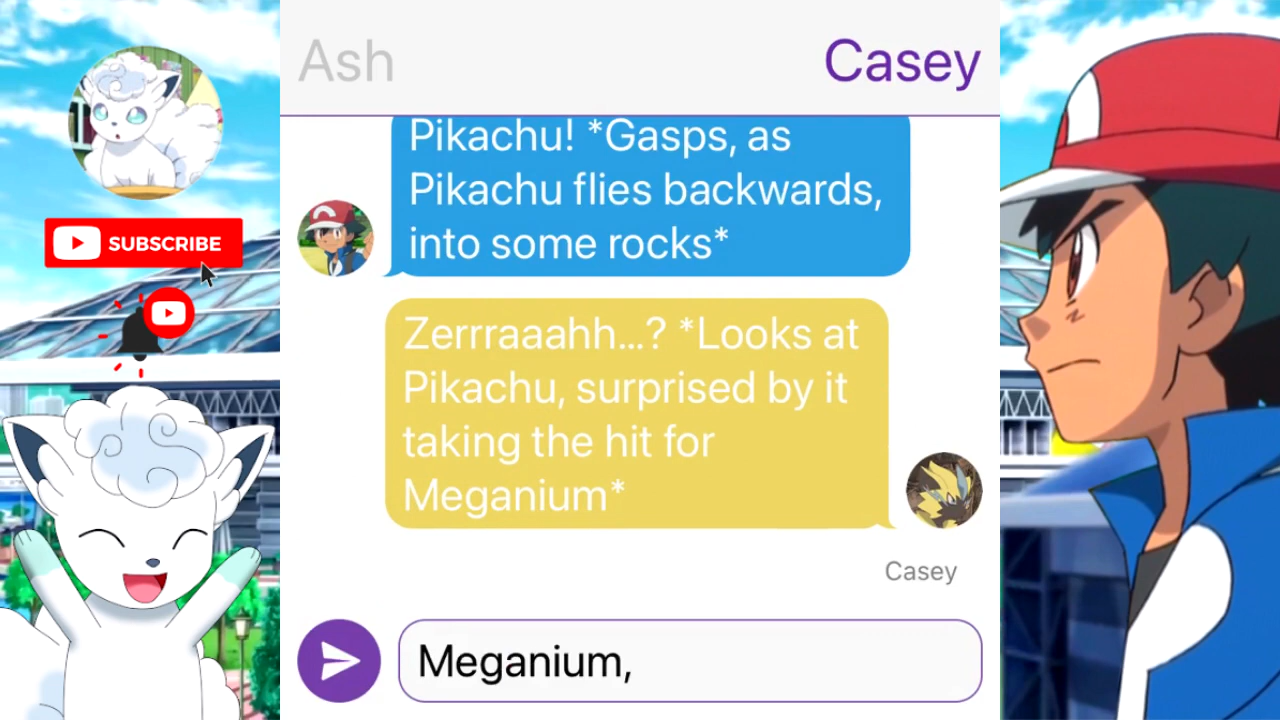 Ash
Casey
Pikachu! *Gasps, as
Pikachu flies backwards,
into some rocks*
Zerrraaahh...? *Looks at
Pikachu, surprised by it
taking the hit for
Meganium*
Casey
Meganium,
SUBSCRIBE